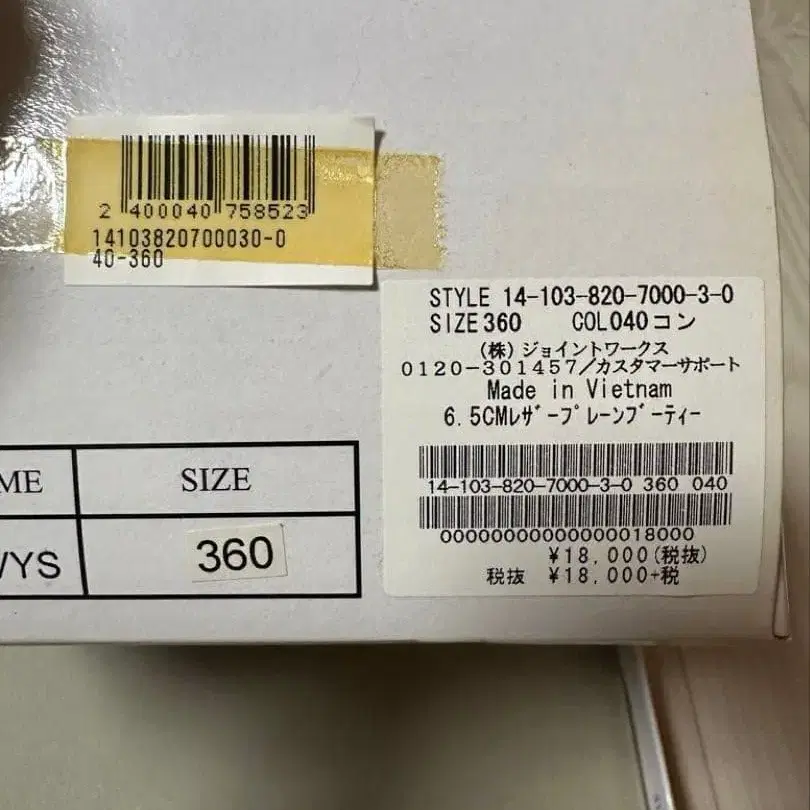 2 400040 758523
14103820700030-0
40-360
STYLE 14-103-820-7000-3-0
SIZE 360 COL 040 コン
(株)ジョイントワークス
0120-301457/カスタマーサポート
Made in Vietnam
6.5CMﾚｻﾞｰﾌﾟﾚｰﾝﾌﾞｰﾃｨｰ
14-103-820-7000-3-0 360 040
000000000000000018000
¥18,000(税抜)
税抜 ¥18,000+税
ME SIZE
/YS 360